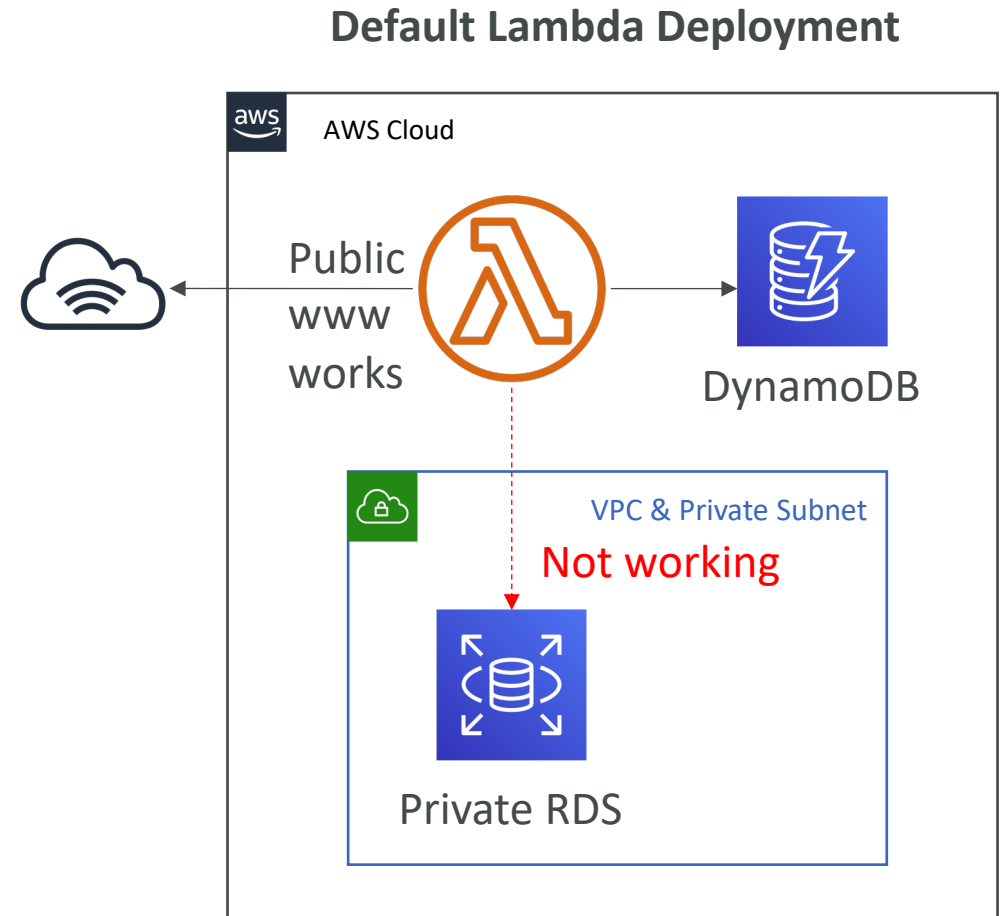 Default Lambda Deployment
aws
AWS Cloud
Public
www
works
DynamoDB
VPC & Private Subnet
Not working
Private RDS